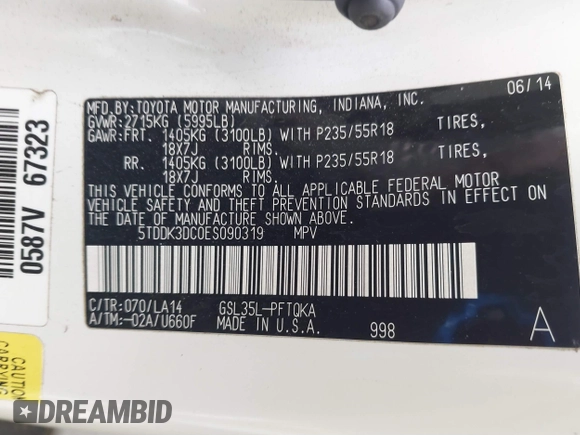 06/14
MFD.BY:TOYOTA MOTOR MANUFACTURING, INDIANA, INC.
GVWR:2715KG (5995LB)
GAWR:FRT. 1405KG (3100LB) WITH P235/55R18 TIRES,
18X7J RIMS.
RR. 1405KG (3100LB) WITH P235/55R18 TIRES,
18X7J RIMS.
THIS VEHICLE CONFORMS TO ALL APPLICABLE FEDERAL MOTOR
VEHICLE SAFETY AND THEFT PREVENTION STANDARDS IN EFFECT ON
THE DATE OF MANUFACTURE SHOWN ABOVE.
5TDDK3DC0ES090319 MPV
C/TR:070/LA14 GSL35L-PFTQKA
A/TM:-02A/U660F MADE IN U.S.A. 998 A
0587V 67323
CAUTION
CARRYING
DREAMBID